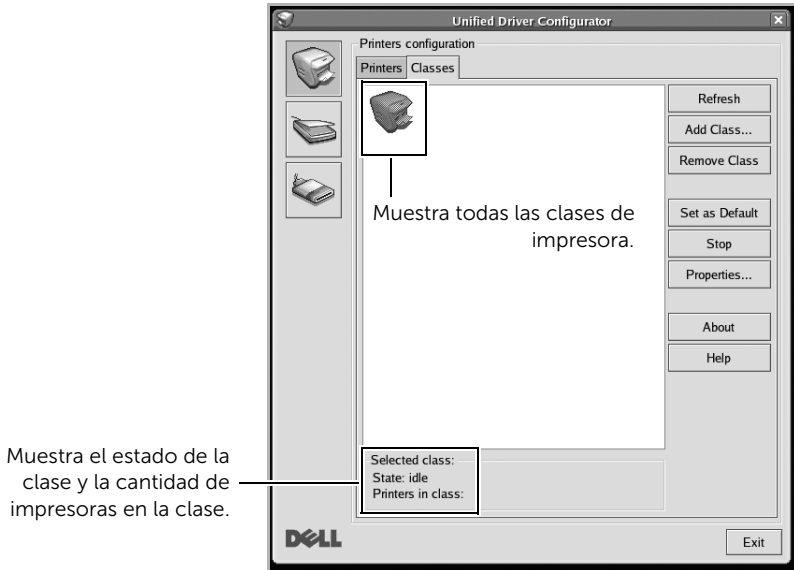 Unified Driver Configurator
Printers configuration
Printers Classes
Refresh
Add Class...
Remove Class
Muestra todas las clases de
impresora.
Set as Default
Stop
Properties...
About
Help
Muestra el estado de la
clase y la cantidad de
impresoras en la clase.
Selected class:
State: idle
Printers in class:
DELL
Exit